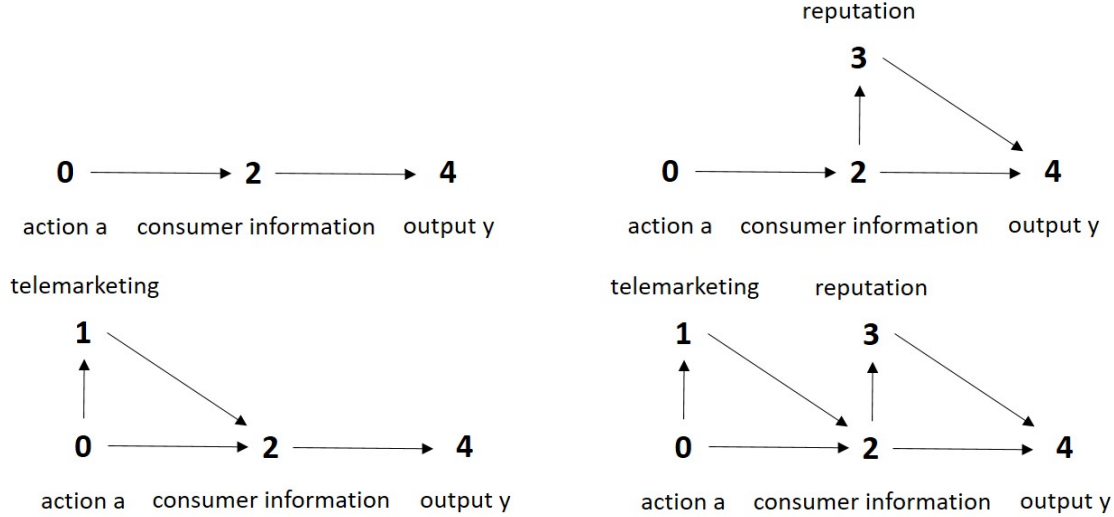 0 2 4
action a consumer information output y
reputation
3
0 2 4
action a consumer information output y
telemarketing
1
0 2 4
action a consumer information output y
telemarketing reputation
1 3
0 2 4
action a consumer information output y